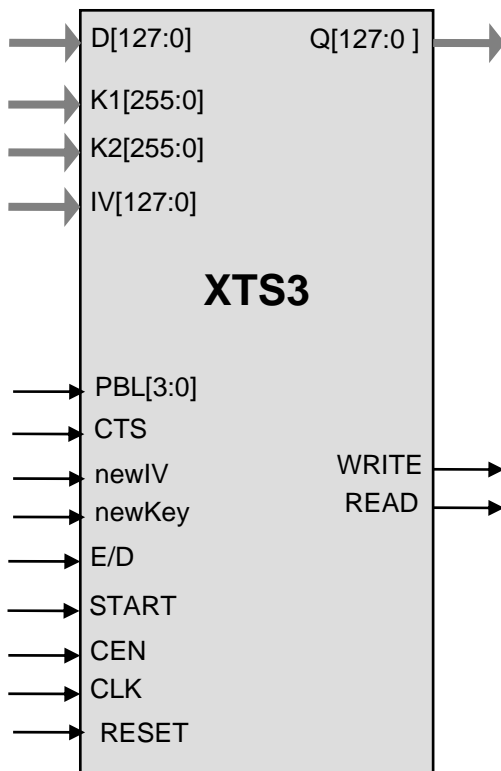 D[127:0] Q[127:0 ]
K1[255:0]
K2[255:0]
IV[127:0]
XTS3
PBL[3:0]
CTS
newIV WRITE
newKey READ
E/D
START
CEN
CLK
RESET